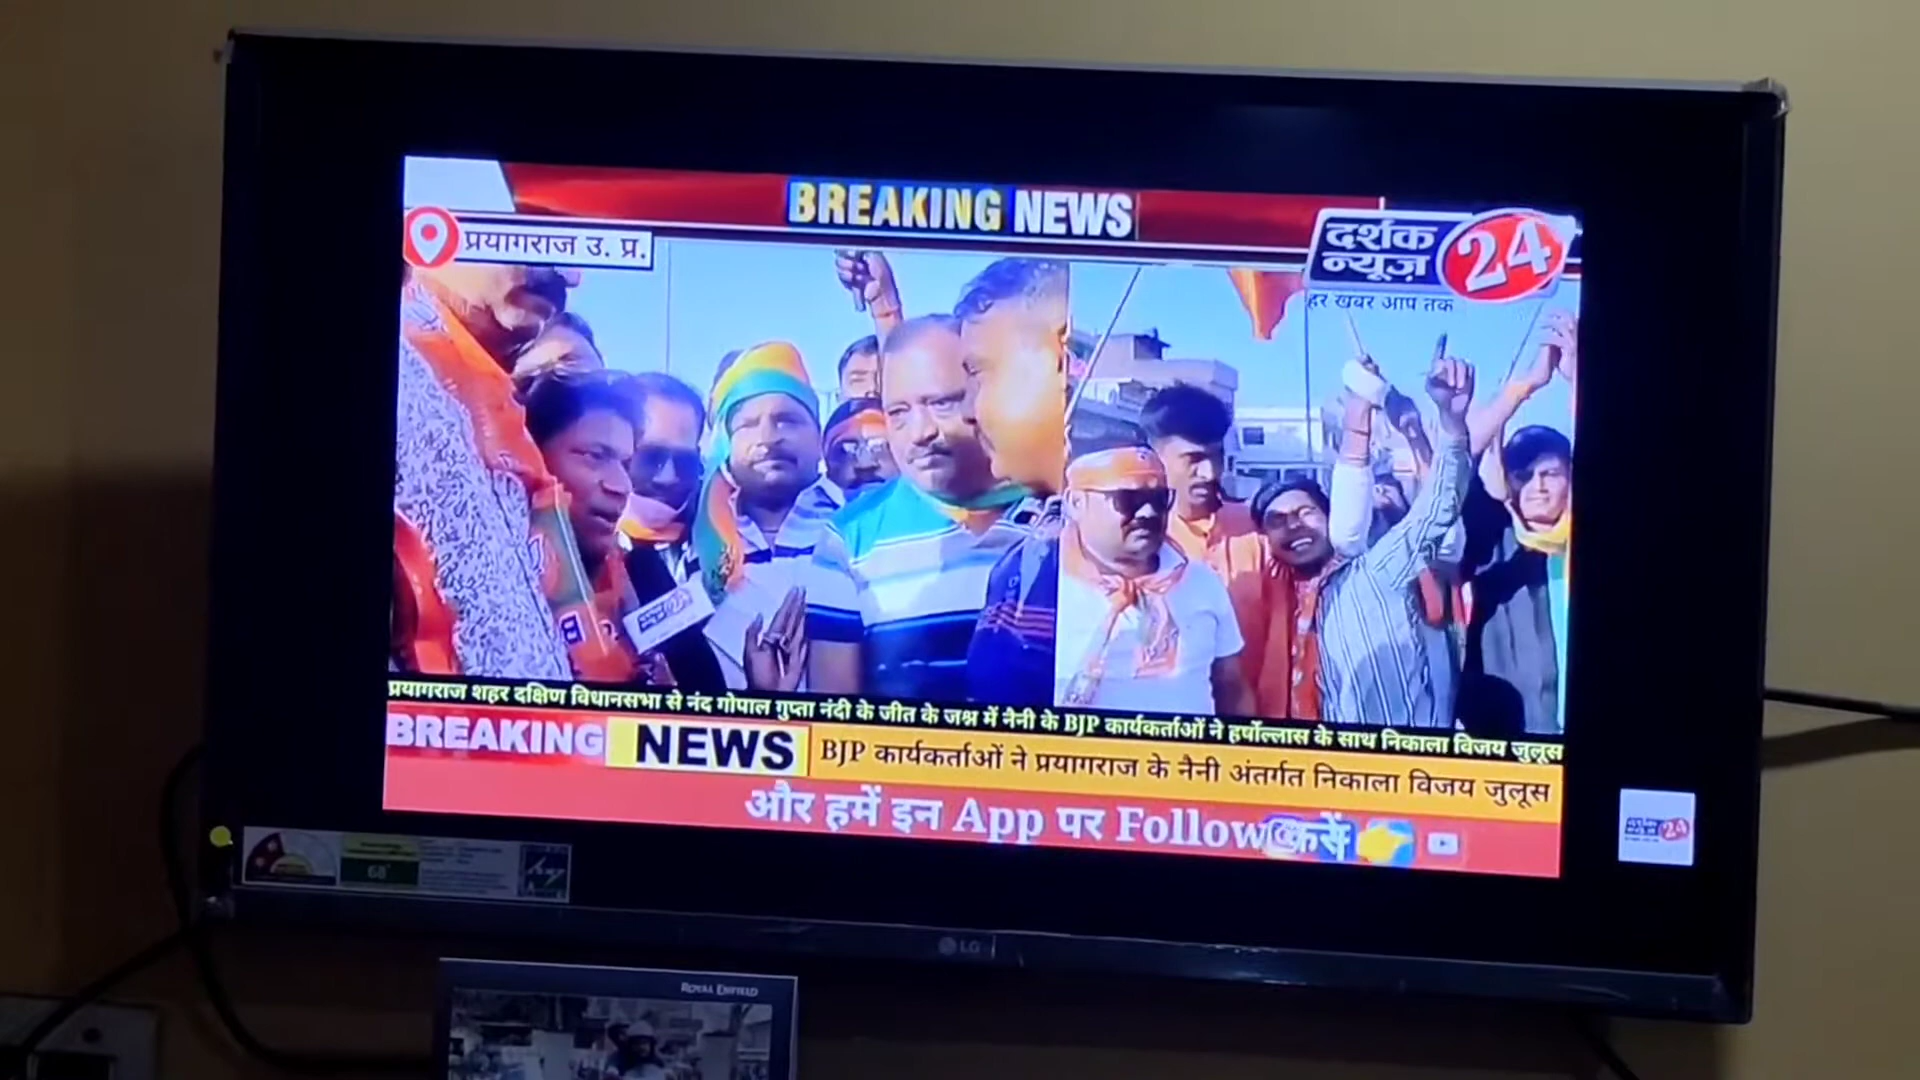 BREAKING NEWS
प्रयागराज उ. प्र.
दर्शक
न्यूज़ 24
हर खबर आप तक
प्रयागराज शहर दक्षिण विधानसभा से नंद गोपाल गुप्ता नंदी के जीत के जश्न में नैनी के BJP कार्यकर्ताओं ने हर्षोल्लास के साथ निकाला विजय जुलूस
BREAKING NEWS
BJP कार्यकर्ताओं ने प्रयागराज के नैनी अंतर्गत निकाला विजय जुलूस
और हमें इन App पर Follow करें
24
68
LG
ROYAL ENFIELD